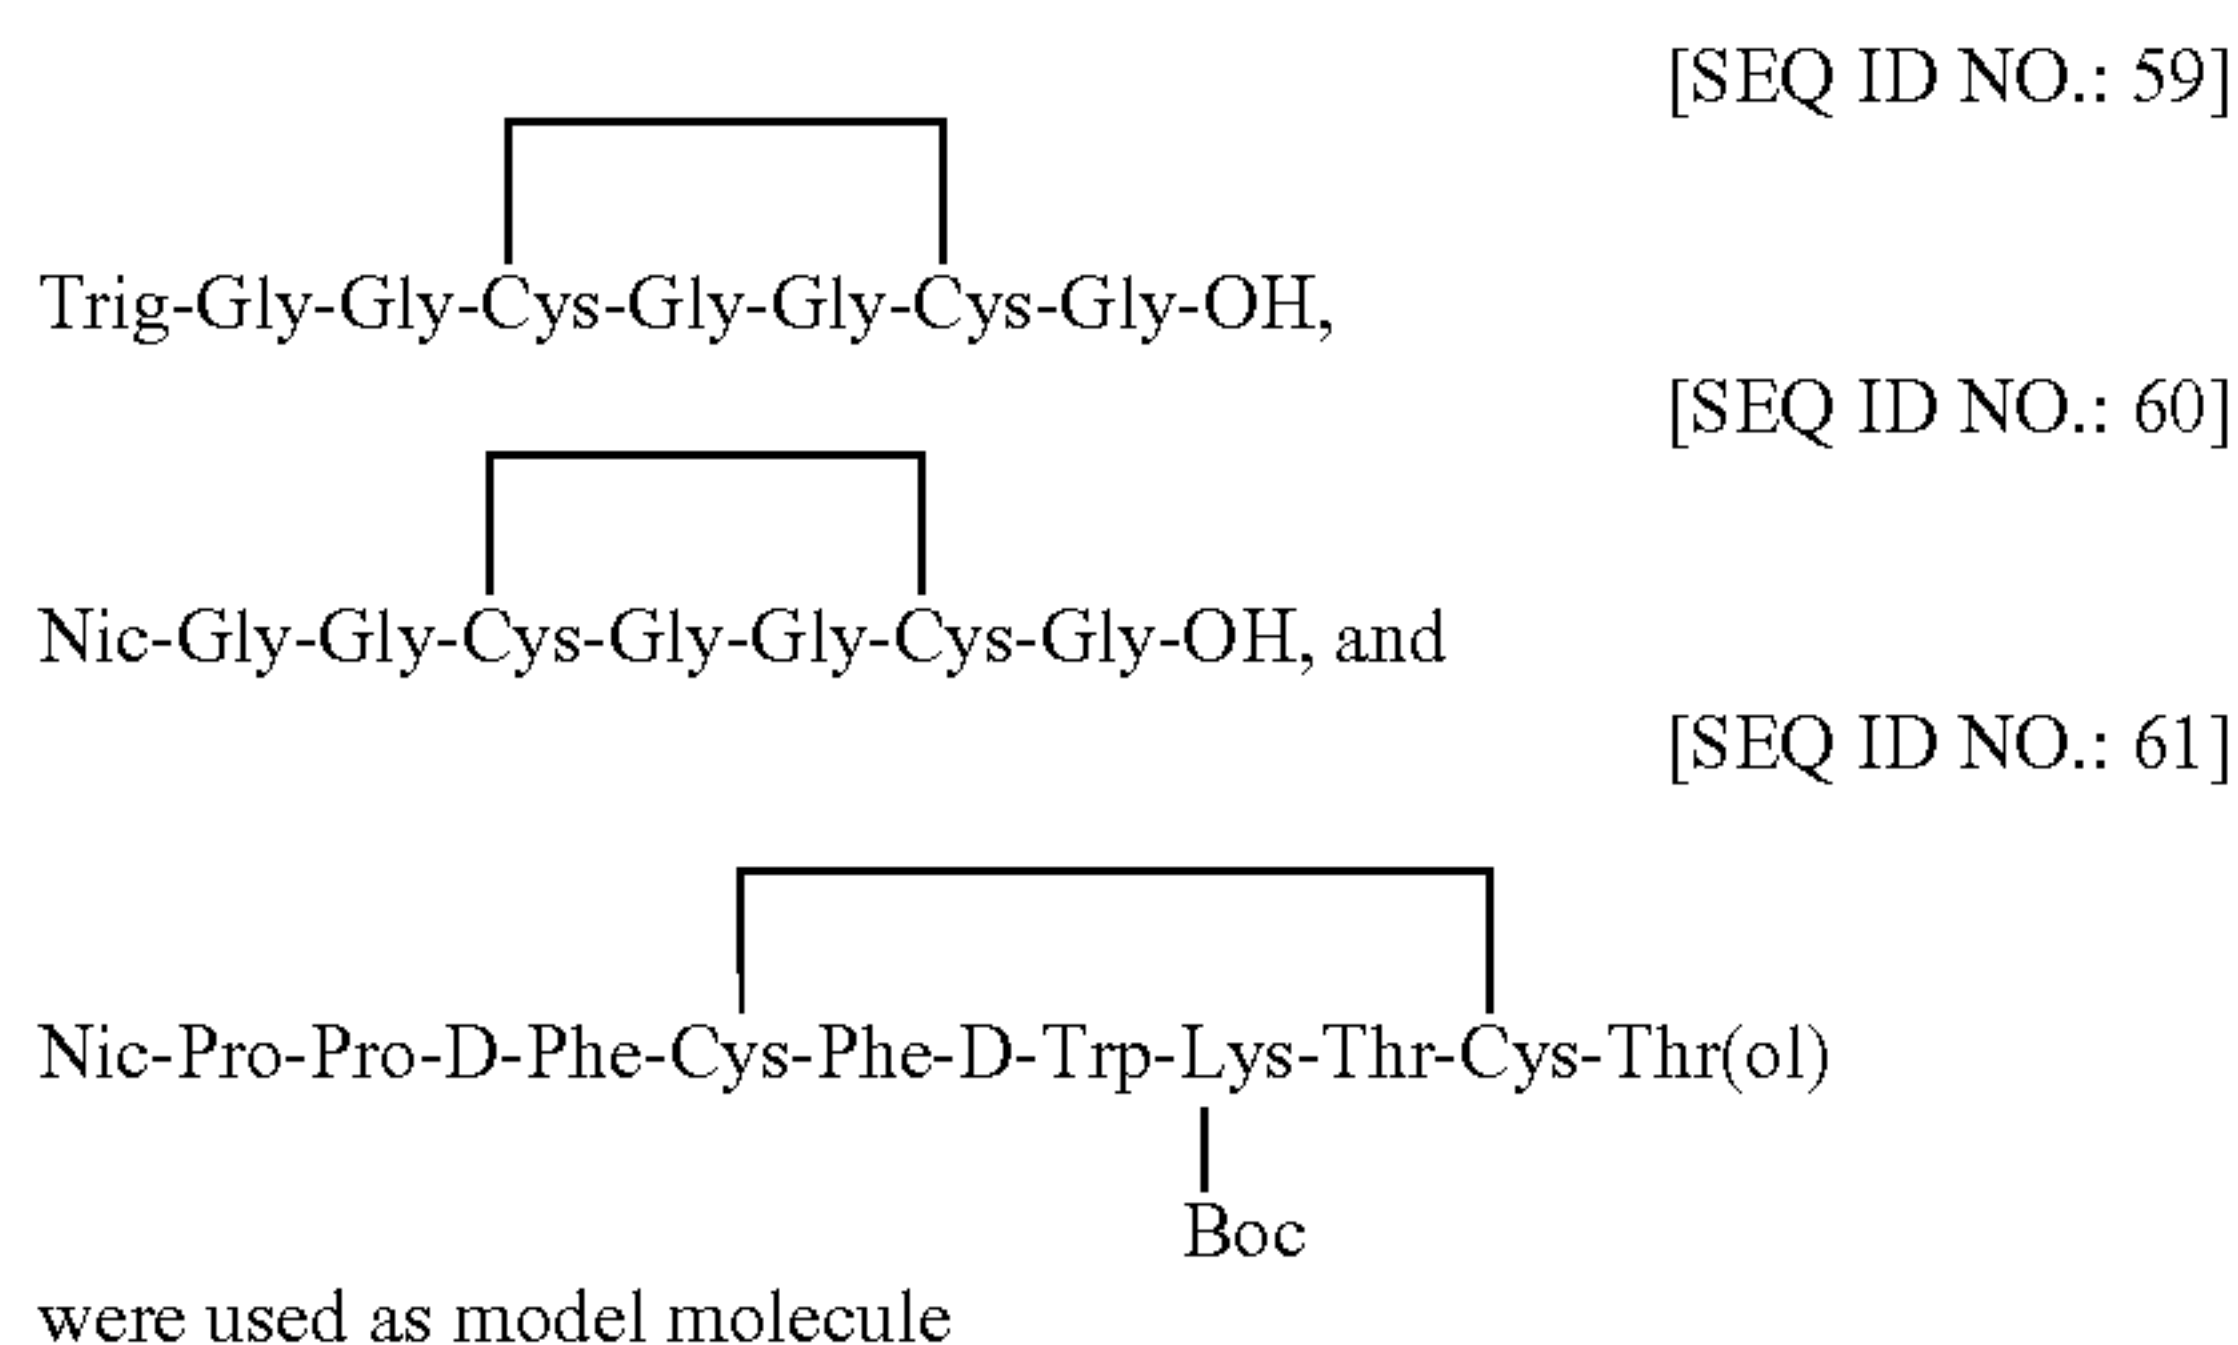 [SEQ ID NO.: 59]
Trig-Gly-Gly-Cys-Gly-Gly-Cys-Gly-OH,
[SEQ ID NO.: 60]
Nic-Gly-Gly-Cys-Gly-Gly-Cys-Gly-OH, and
[SEQ ID NO.: 61]
Nic-Pro-Pro-D-Phe-Cys-Phe-D-Trp-Lys-Thr-Cys-Thr(ol)
Boc
were used as model molecule